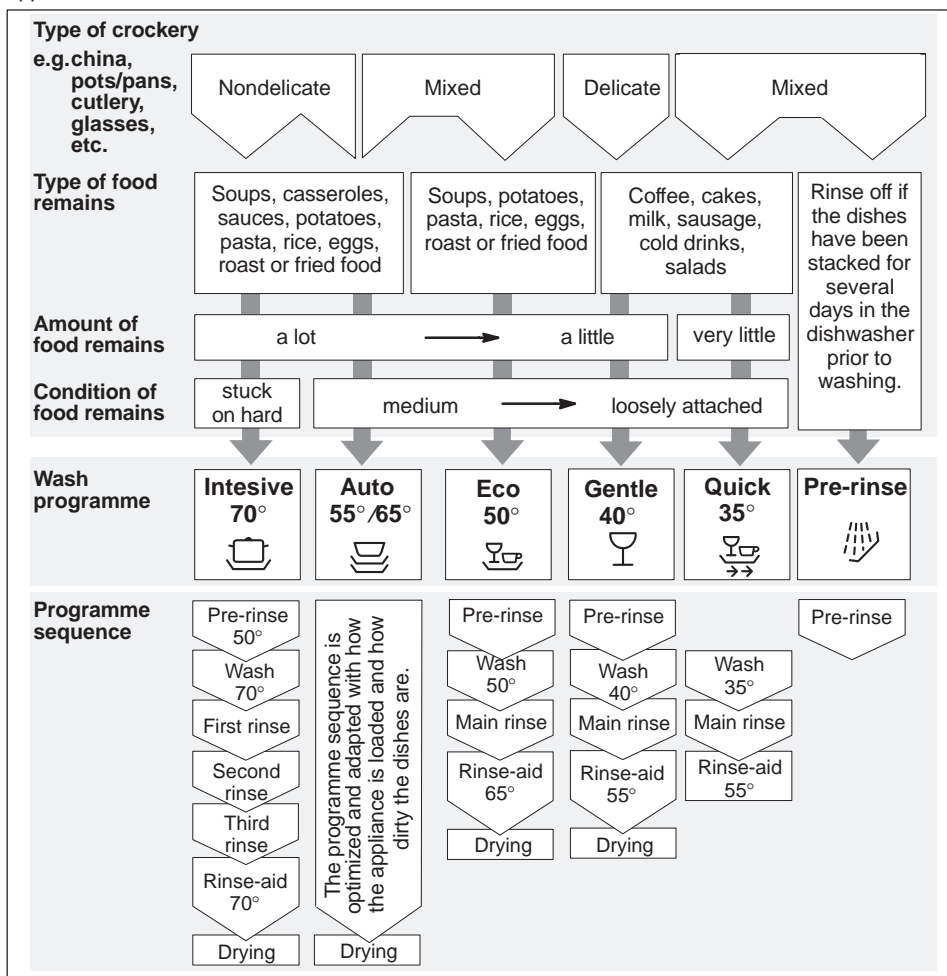 Type of crockery
e.g. china,
pots/pans,
cutlery,
glasses,
etc.
Nondelicate
Mixed
Delicate
Mixed
Type of food
remains
Soups, casseroles,
sauces, potatoes,
pasta, rice, eggs,
roast or fried food
Soups, potatoes,
pasta, rice, eggs,
roast or fried food
Coffee, cakes,
milk, sausage,
cold drinks,
salads
Rinse off if
the dishes
have been
stacked for
several
days in the
dishwasher
prior to
washing.
Amount of
food remains
a lot
a little
very little
Condition of
food remains
stuck
on hard
medium
loosely attached
Wash
programme
Intesive
70°
Auto
55°/65°
Eco
50°
Gentle
40°
Quick
35°
Pre-rinse
Programme
sequence
Pre-rinse
50°
Wash
70°
First rinse
Second
rinse
Third
rinse
Rinse-aid
70°
Drying
The programme sequence is
optimized and adapted with how
the appliance is loaded and how
dirty the dishes are.
Drying
Pre-rinse
Wash
50°
Main rinse
Rinse-aid
65°
Drying
Pre-rinse
Wash
40°
Main rinse
Rinse-aid
55°
Drying
Wash
35°
Main rinse
Rinse-aid
55°
Pre-rinse